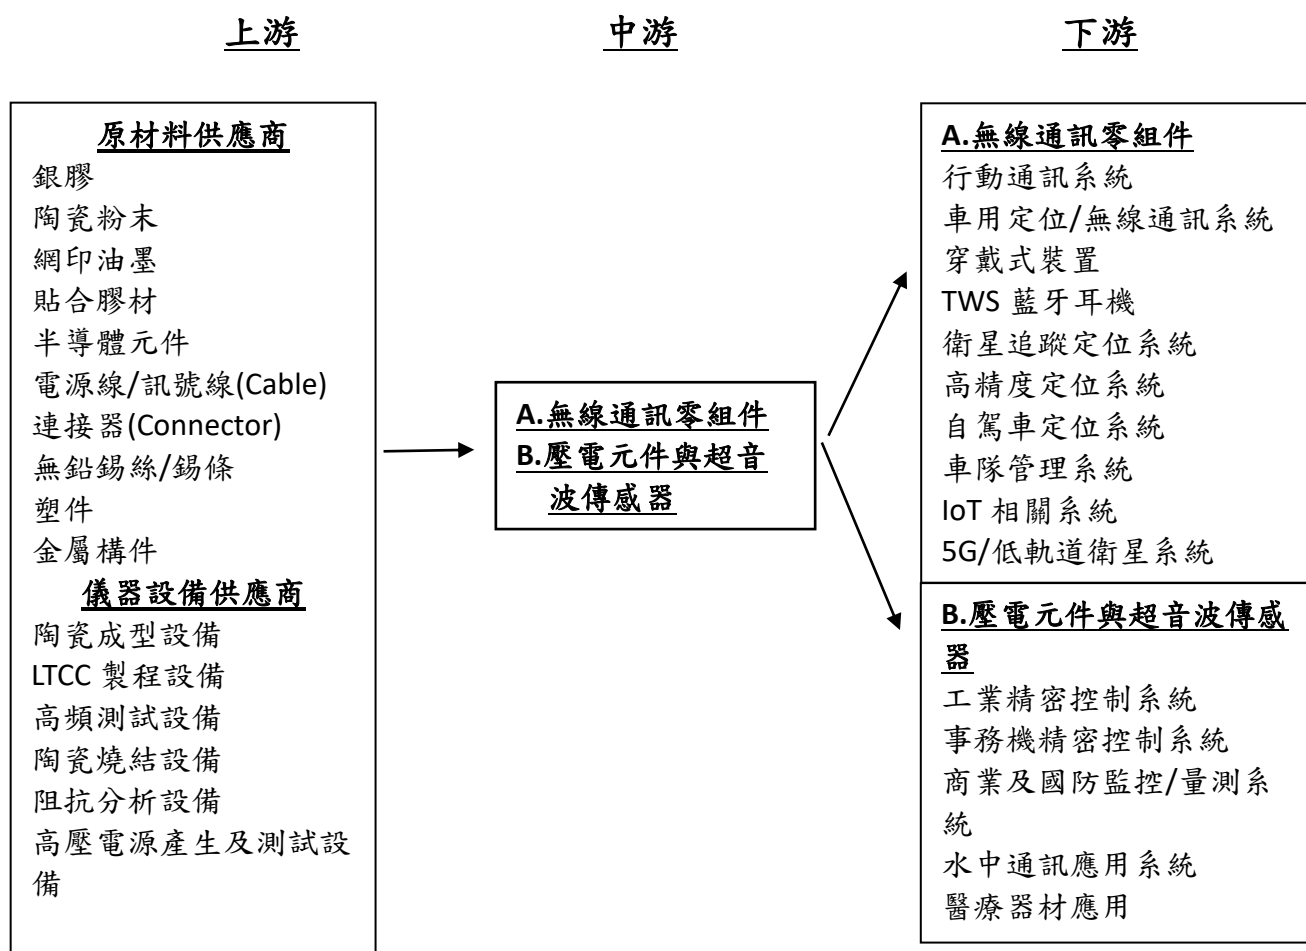 上游
中游
下游
原材料供應商
銀膠
陶瓷粉末
網印油墨
貼合膠材
半導體元件
電源線/訊號線(Cable)
連接器(Connector)
無鉛錫絲/錫條
塑件
金屬構件
儀器設備供應商
陶瓷成型設備
LTCC 製程設備
高頻測試設備
陶瓷燒結設備
阻抗分析設備
高壓電源產生及測試設
備
A.無線通訊零組件
B.壓電元件與超音
波傳感器
A.無線通訊零組件
行動通訊系統
車用定位/無線通訊系統
穿戴式裝置
TWS 藍牙耳機
衛星追蹤定位系統
高精度定位系統
自駕車定位系統
車隊管理系統
IoT 相關系統
5G/低軌道衛星系統
B.壓電元件與超音波傳感
器
工業精密控制系統
事務機精密控制系統
商業及國防監控/量測系
統
水中通訊應用系統
醫療器材應用